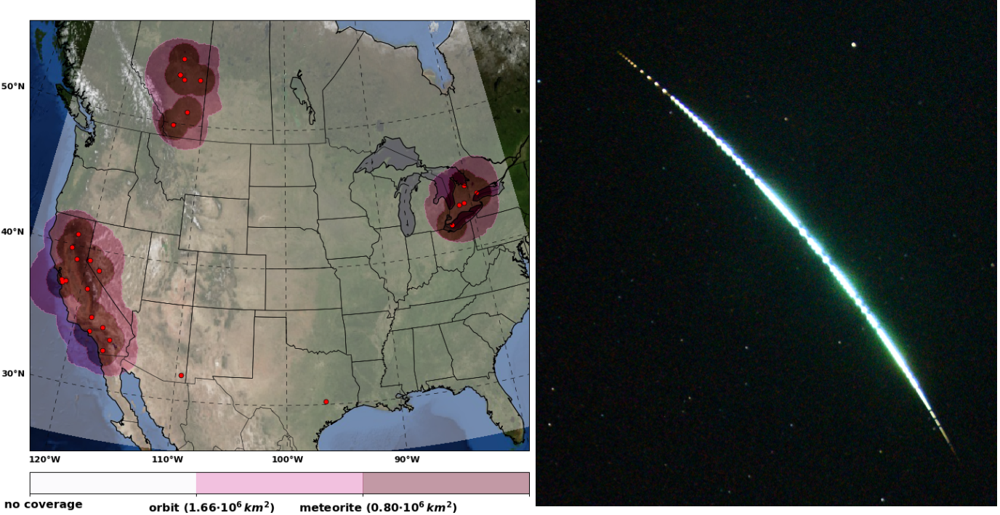 50°N
40°N
30°N
120°W 110°W 100°W 90°W
no coverage orbit (1.66·10⁶ km²) meteorite (0.80·10⁶ km²)